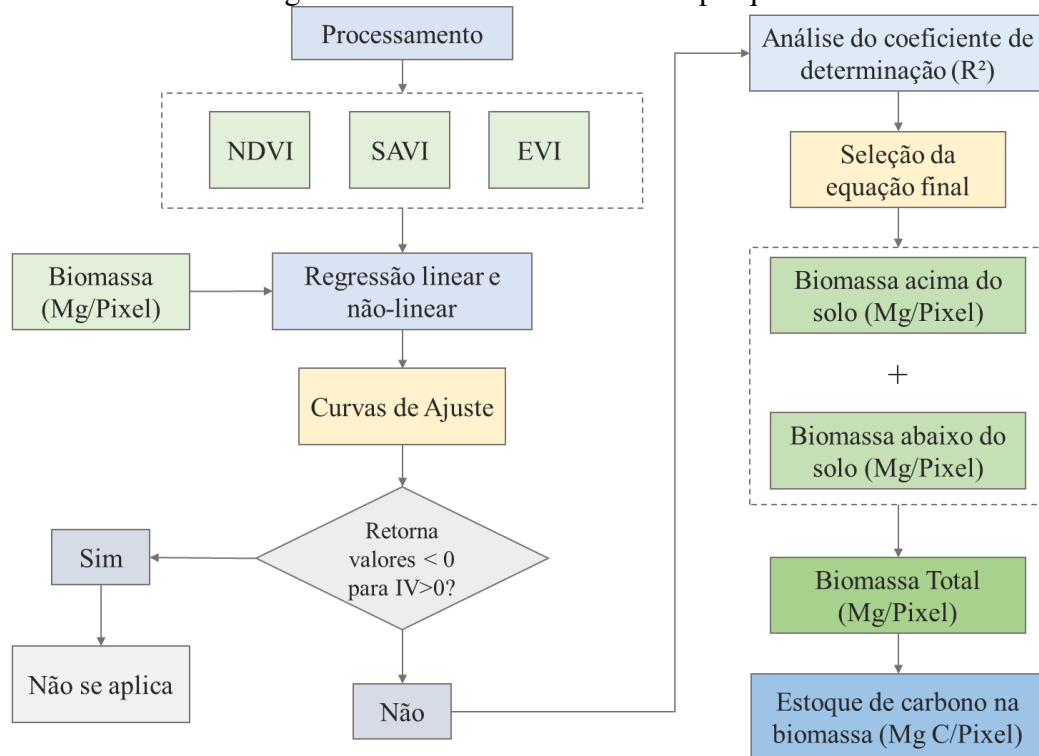 Processamento
NDVI
SAVI
EVI
Biomassa
(Mg/Pixel)
Regressão linear e
não-linear
Curvas de Ajuste
Retorna
valores < 0
para IV>0?
Sim
Não se aplica
Não
Análise do coeficiente de
determinação (R²)
Seleção da
equação final
Biomassa acima do
solo (Mg/Pixel)
+
Biomassa abaixo do
solo (Mg/Pixel)
Biomassa Total
(Mg/Pixel)
Estoque de carbono na
biomassa (Mg C/Pixel)